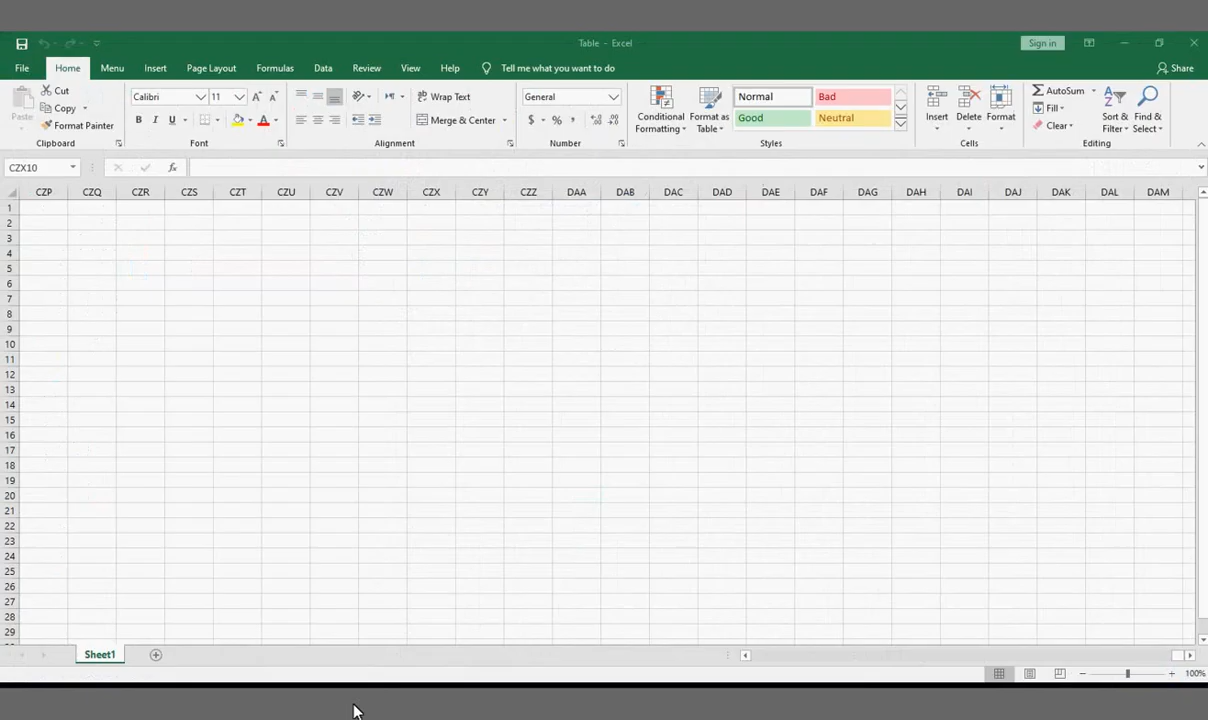 Table - Excel
Sign in
File Home Menu Insert Page Layout Formulas Data Review View Help Tell me what you want to do Share
Paste
Cut
Copy
Format Painter
Clipboard
Calibri 11
B I U
Font
Wrap Text
Merge & Center
Alignment
General
$ % ,
Number
Conditional Formatting
Format as Table
Normal Bad
Good Neutral
Styles
Insert Delete Format
Cells
AutoSum
Fill
Clear
Sort & Filter
Find & Select
Editing
CZX10 fx
CZP CZQ CZR CZS CZT CZU CZV CZW CZX CZY CZZ DAA DAB DAC DAD DAE DAF DAG DAH DAI DAJ DAK DAL DAM
1
2
3
4
5
6
7
8
9
10
11
12
13
14
15
16
17
18
19
20
21
22
23
24
25
26
27
28
29
Sheet1
100%